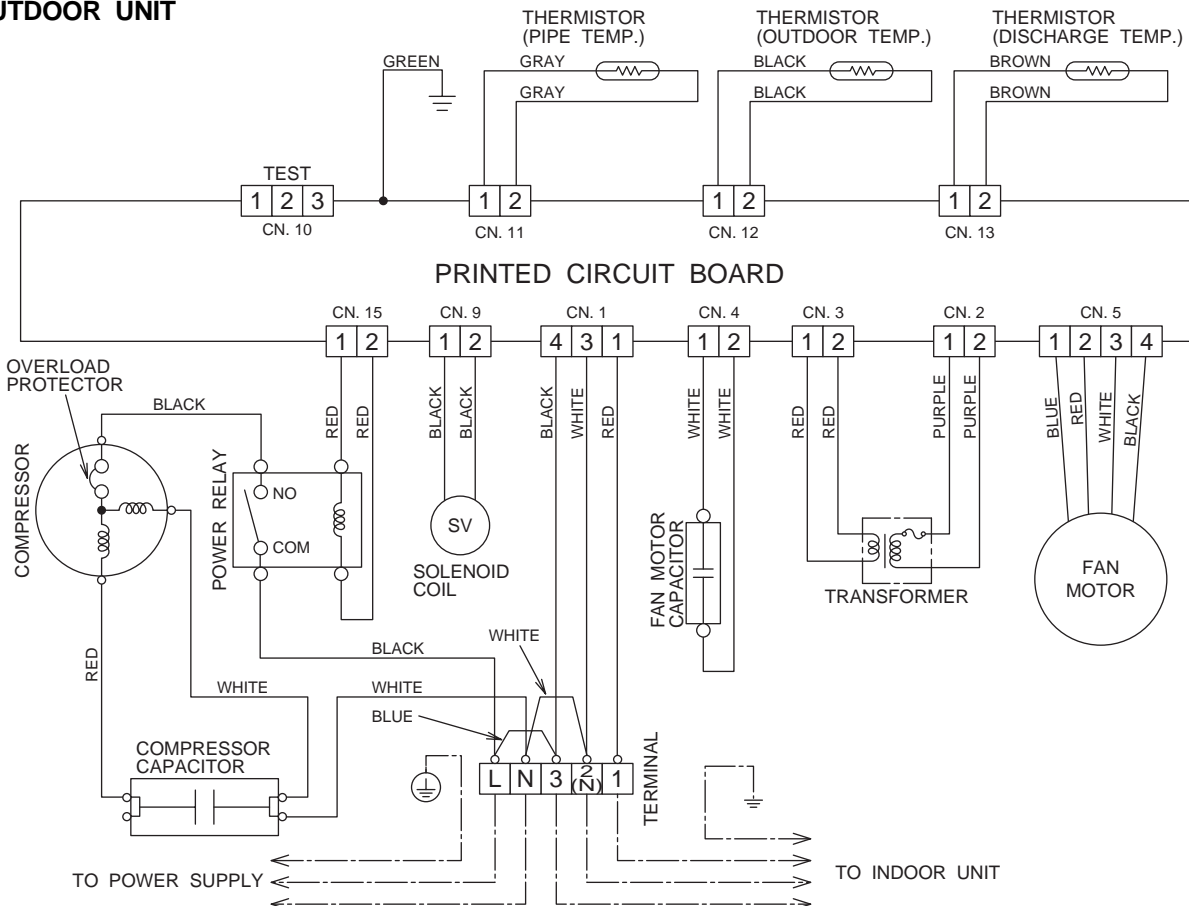 UTDOOR UNIT
THERMISTOR
(PIPE TEMP.)
THERMISTOR
(OUTDOOR TEMP.)
THERMISTOR
(DISCHARGE TEMP.)
GREEN
GRAY
GRAY
BLACK
BLACK
BROWN
BROWN
TEST
1 2 3
CN. 10
1 2
CN. 11
1 2
CN. 12
1 2
CN. 13
PRINTED CIRCUIT BOARD
CN. 15
1 2
CN. 9
1 2
CN. 1
4 3 1
CN. 4
1 2
CN. 3
1 2
CN. 2
1 2
CN. 5
1 2 3 4
OVERLOAD
PROTECTOR
BLACK
RED
RED
BLACK
BLACK
BLACK
WHITE
RED
WHITE
WHITE
RED
RED
PURPLE
PURPLE
BLUE
RED
WHITE
BLACK
COMPRESSOR
POWER RELAY
NO
COM
SV
SOLENOID
COIL
FAN MOTOR
CAPACITOR
TRANSFORMER
FAN
MOTOR
RED
WHITE
BLACK
WHITE
WHITE
BLUE
COMPRESSOR
CAPACITOR
L N 3 2(N) 1
TERMINAL
TO POWER SUPPLY
TO INDOOR UNIT